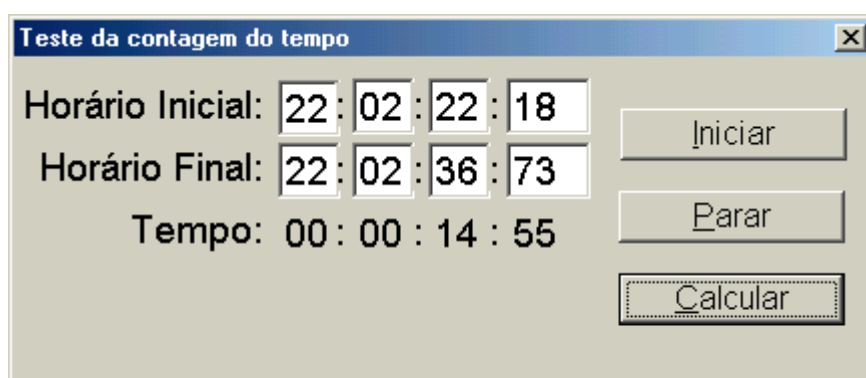 Teste da contagem do tempo
Horário Inicial: 22 : 02 : 22 : 18
Iniciar
Horário Final: 22 : 02 : 36 : 73
Parar
Tempo: 00 : 00 : 14 : 55
Calcular